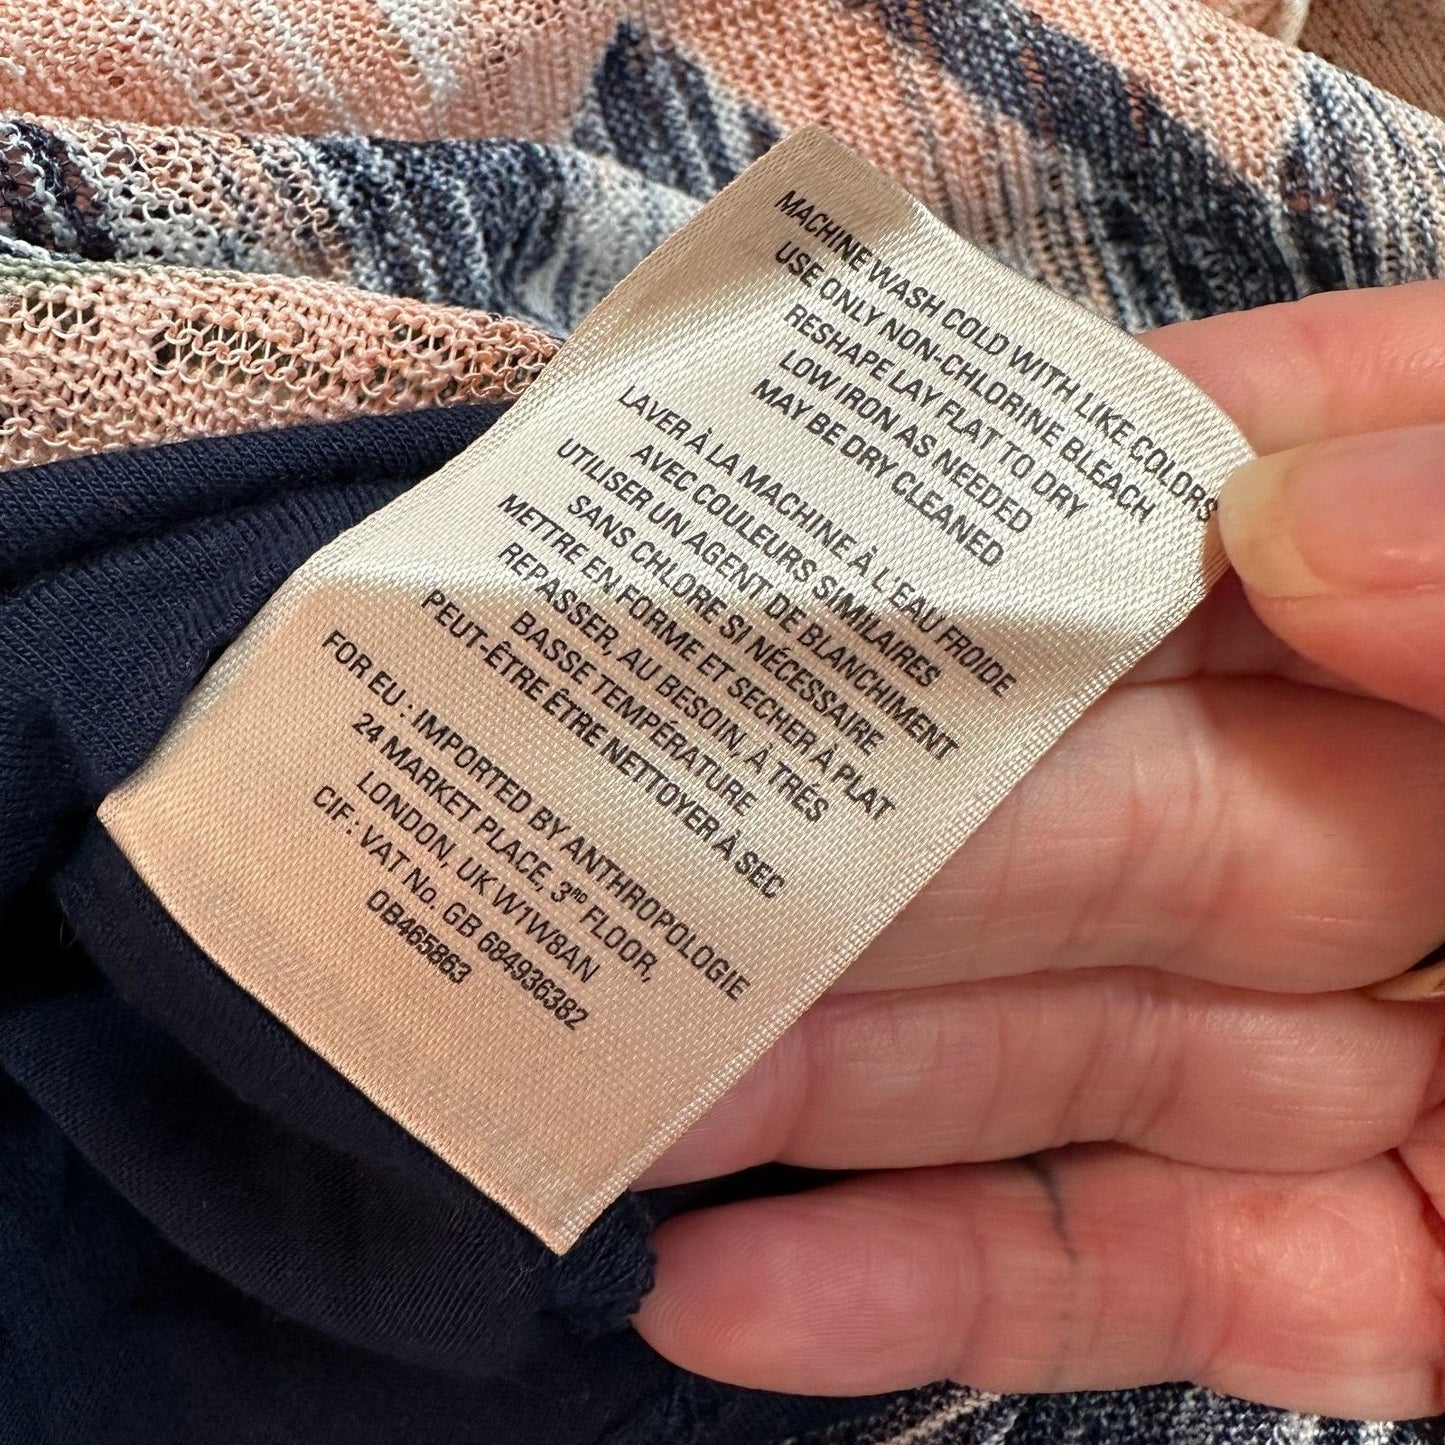 MACHINE WASH COLD WITH LIKE COLORS
USE ONLY NON-CHLORINE BLEACH
RESHAPE LAY FLAT TO DRY
LOW IRON AS NEEDED
MAY BE DRY CLEANED
LAVER À LA MACHINE À L'EAU FROIDE
AVEC COULEURS SIMILAIRES
UTILISER UN AGENT DE BLANCHIMENT
SANS CHLORE SI NÉCESSAIRE
METTRE EN FORME ET SECHER À PLAT
REPASSER, AU BESOIN, À TRÉS
BASSE TEMPÉRATURE
PEUT-ÊTRE ÊTRE NETTOYER À SEC
FOR EU : IMPORTED BY ANTHROPOLOGIE
24 MARKET PLACE, 3RD FLOOR,
LONDON, UK W1W8AN
CIF : VAT No. GB 684936382
OB465863